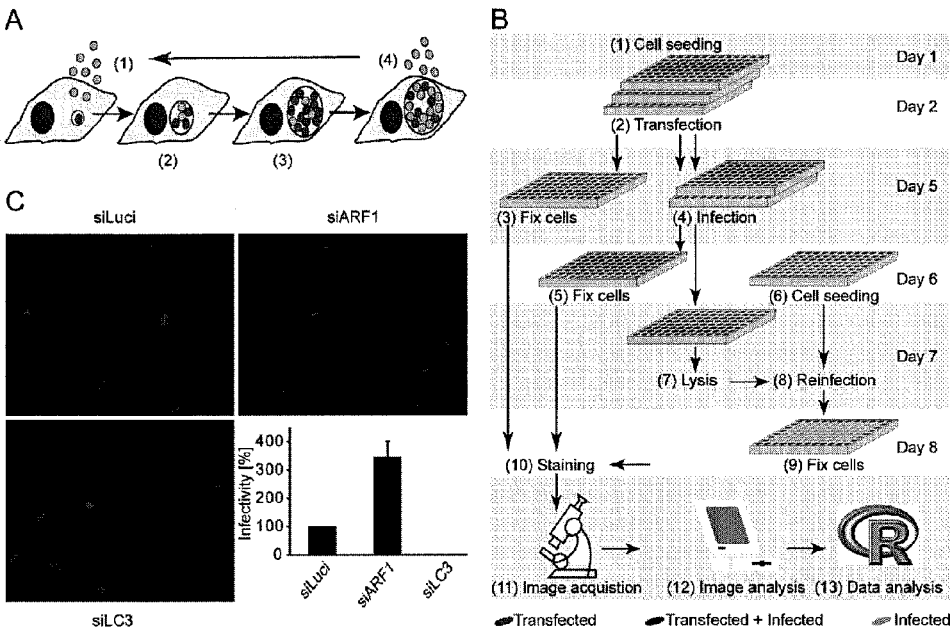 A
(1)
(4)
(2)
(3)
B
(1) Cell seeding
Day 1
Day 2
(2) Transfection
Day 5
(3) Fix cells
(4) Infection
Day 6
(5) Fix cells
(6) Cell seeding
Day 7
(7) Lysis
(8) Reinfection
Day 8
(9) Fix cells
(10) Staining
R
(11) Image acquistion
(12) Image analysis
(13) Data analysis
Transfected
Transfected + Infected
Infected
C
siLuci
siARF1
siLC3
Infectivity [%]
400
300
200
100
0
siLuci
siARF1
siLC3